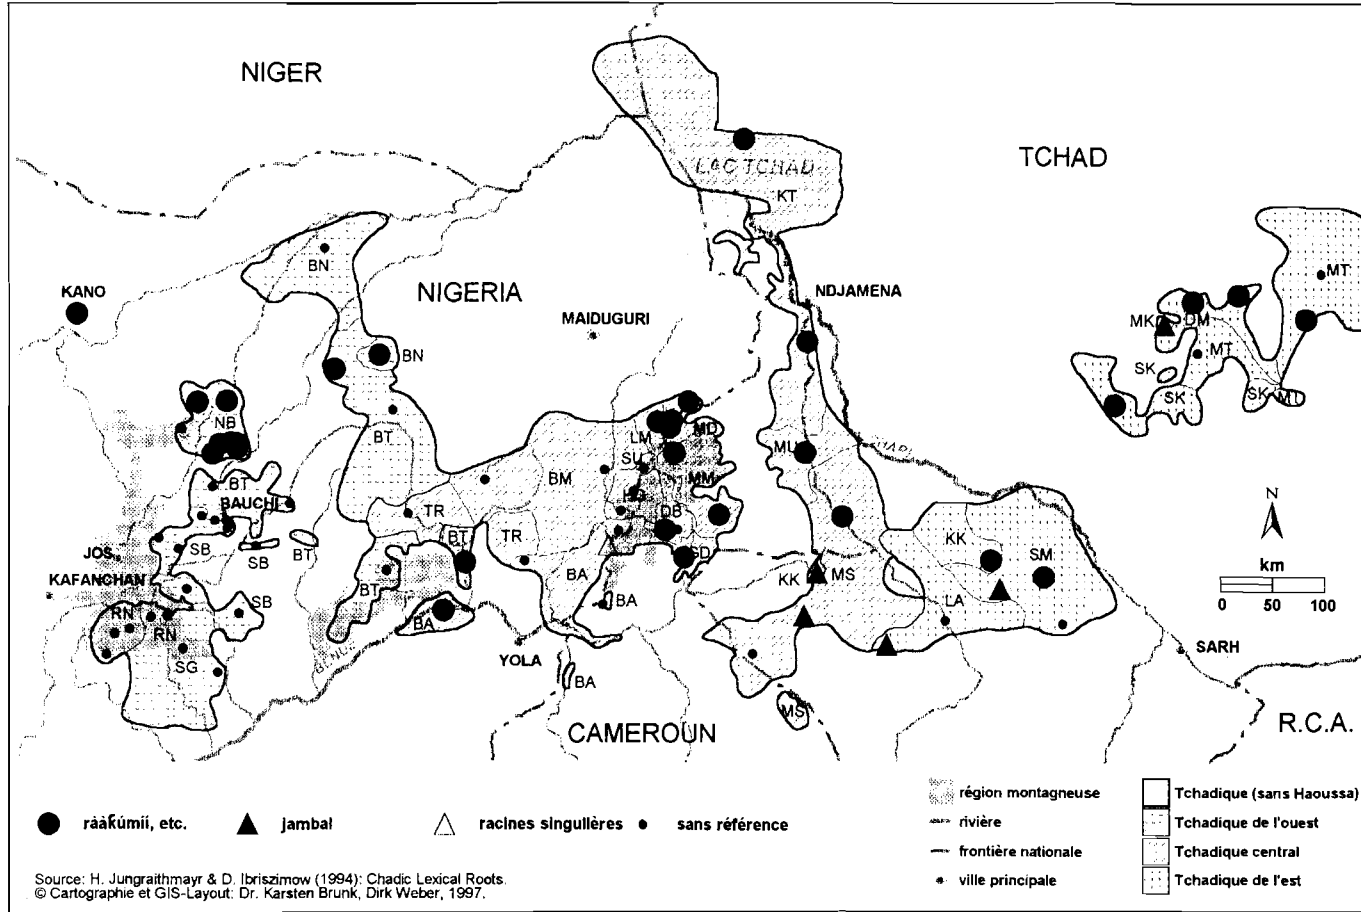 NIGER
TCHAD
LAC TCHAD
KT
BN
MT
KANO
NIGERIA
NDJAMENA
MAIDUGURI
MK
DM
BN
MT
SK
SK
SK
MT
NB
LM
MD
BT
SU
MU
BT
BM
MM
BAUCHI
HG
DB
TR
TR
BT
GD
KK
SM
JOS
SB
SB
BT
KAFANCHAN
BT
BA
KK
MS
SB
BA
LA
RN
RN
BA
SG
YOLA
SARH
BA
MS
CAMEROUN
R.C.A.
N
km
0 50 100
ràák̃úmíí, etc.
jambal
racines singulières
sans référence
région montagneuse
rivière
frontière nationale
ville principale
Tchadique (sans Haoussa)
Tchadique de l'ouest
Tchadique central
Tchadique de l'est
Source: H. Jungraithmayr & D. Ibriszimow (1994): Chadic Lexical Roots.
© Cartographie et GIS-Layout: Dr. Karsten Brunk, Dirk Weber, 1997.